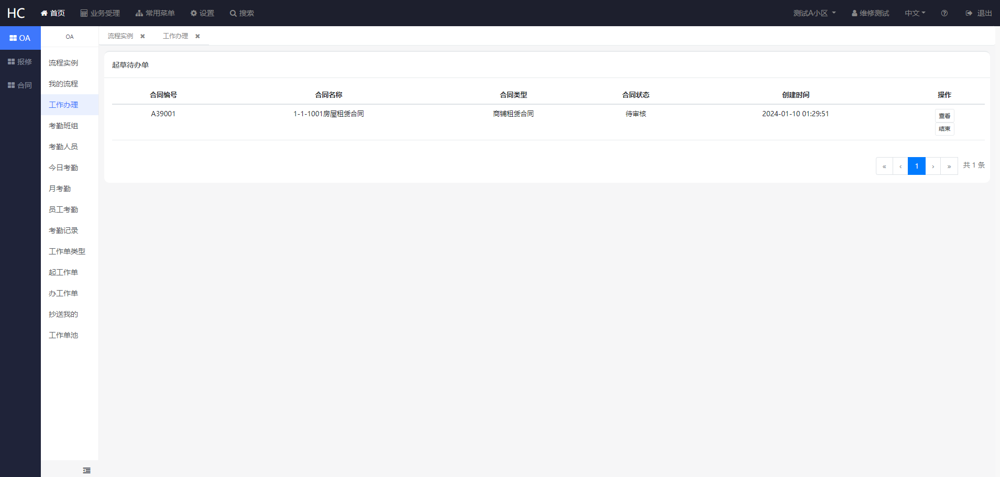 HC 首页 业务受理 常用菜单 设置 搜索 测试A小区 维修测试 中文 退出
OA
报修
合同
OA
流程实例
我的流程
工作办理
考勤班组
考勤人员
今日考勤
月考勤
员工考勤
考勤记录
工作单类型
起工作单
办工作单
抄送我的
工作单池
流程实例 工作办理
起草待办单
合同编号 合同名称 合同类型 合同状态 创建时间 操作
A39001 1-1-1001房屋租赁合同 商铺租赁合同 待审核 2024-01-10 01:29:51 查看
结束
« ‹ 1 › » 共 1 条